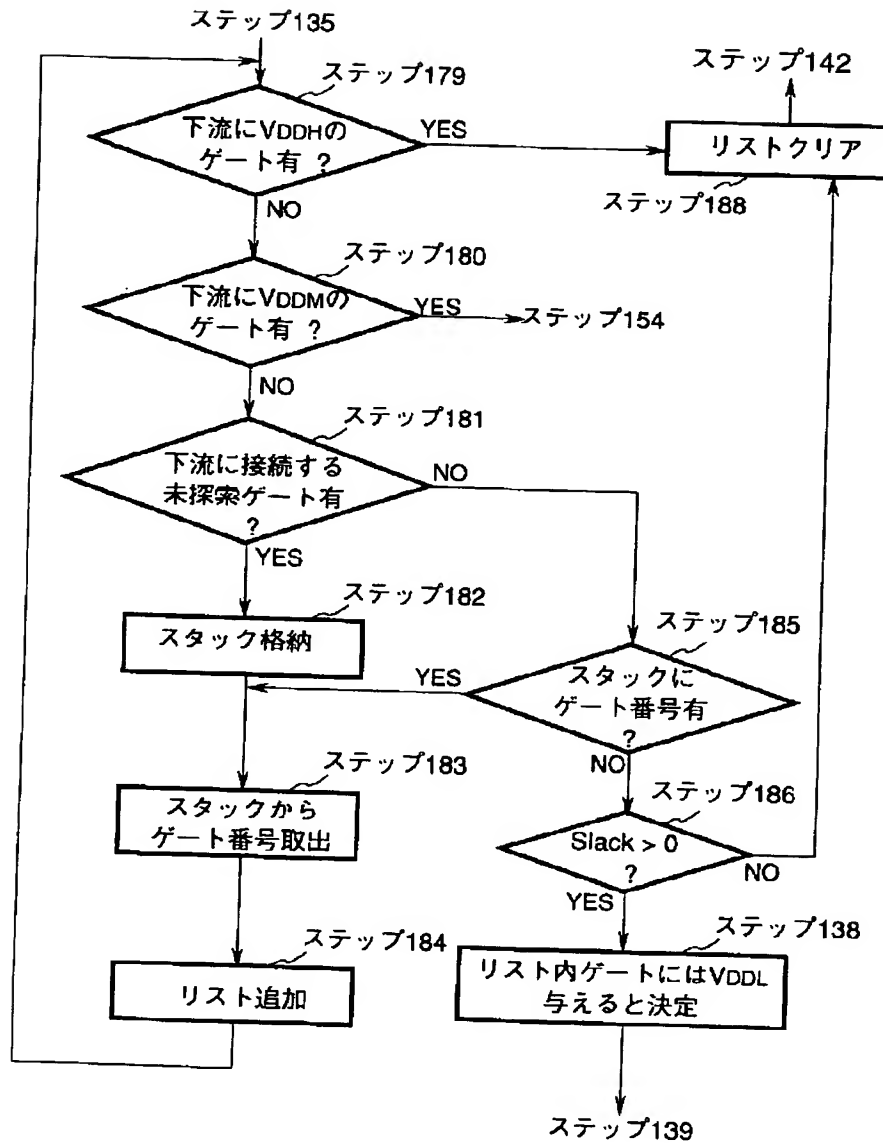 ステップ135
ステップ179
下流にVDDHの
ゲート有 ?
YES
NO
ステップ142
リストクリア
ステップ188
ステップ180
下流にVDDMの
ゲート有 ?
YES
ステップ154
NO
ステップ181
下流に接続する
未探索ゲート有
?
NO
YES
ステップ182
スタック格納
ステップ185
スタックに
ゲート番号有
?
YES
NO
ステップ183
スタックから
ゲート番号取出
ステップ186
Slack > 0
?
NO
YES
ステップ184
リスト追加
ステップ138
リスト内ゲートにはVDDL
与えると決定
ステップ139